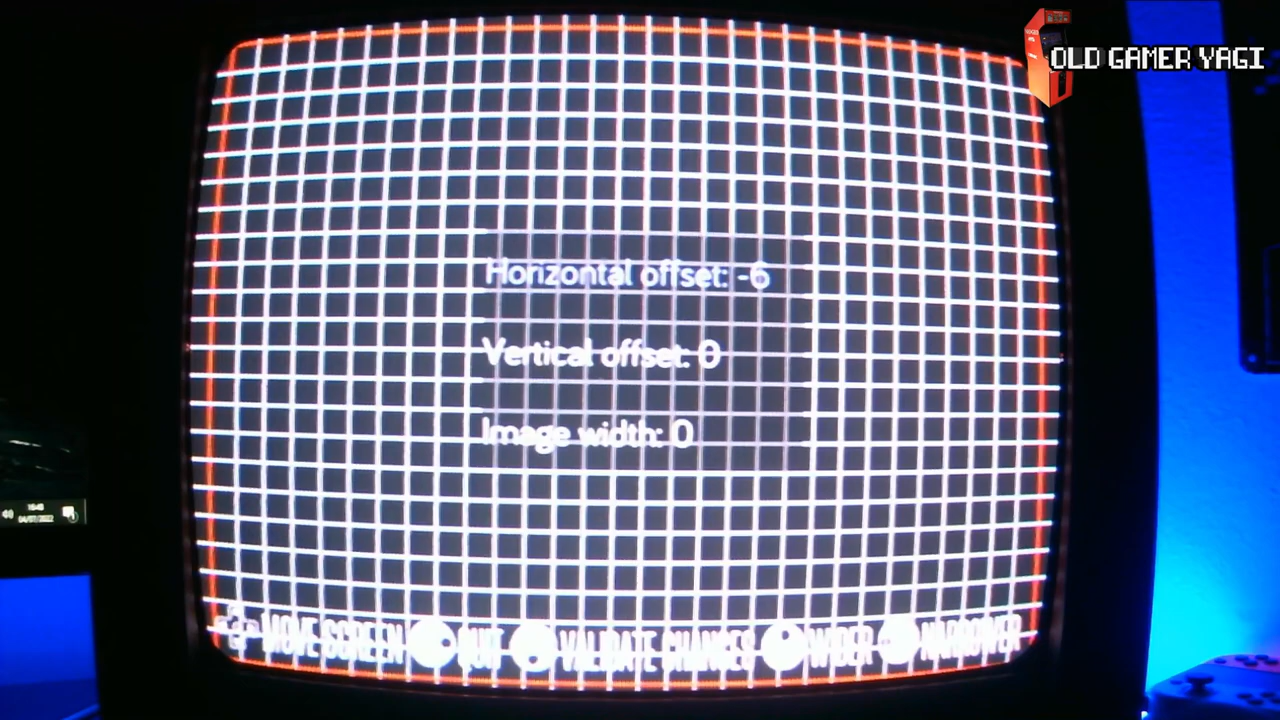 OLD GAMER YAGI
Horizontal offset: -6
Vertical offset: 0
Image width: 0
MOVE SCREEN QUIT VALIDATE CHANGES WIDER NARROWER